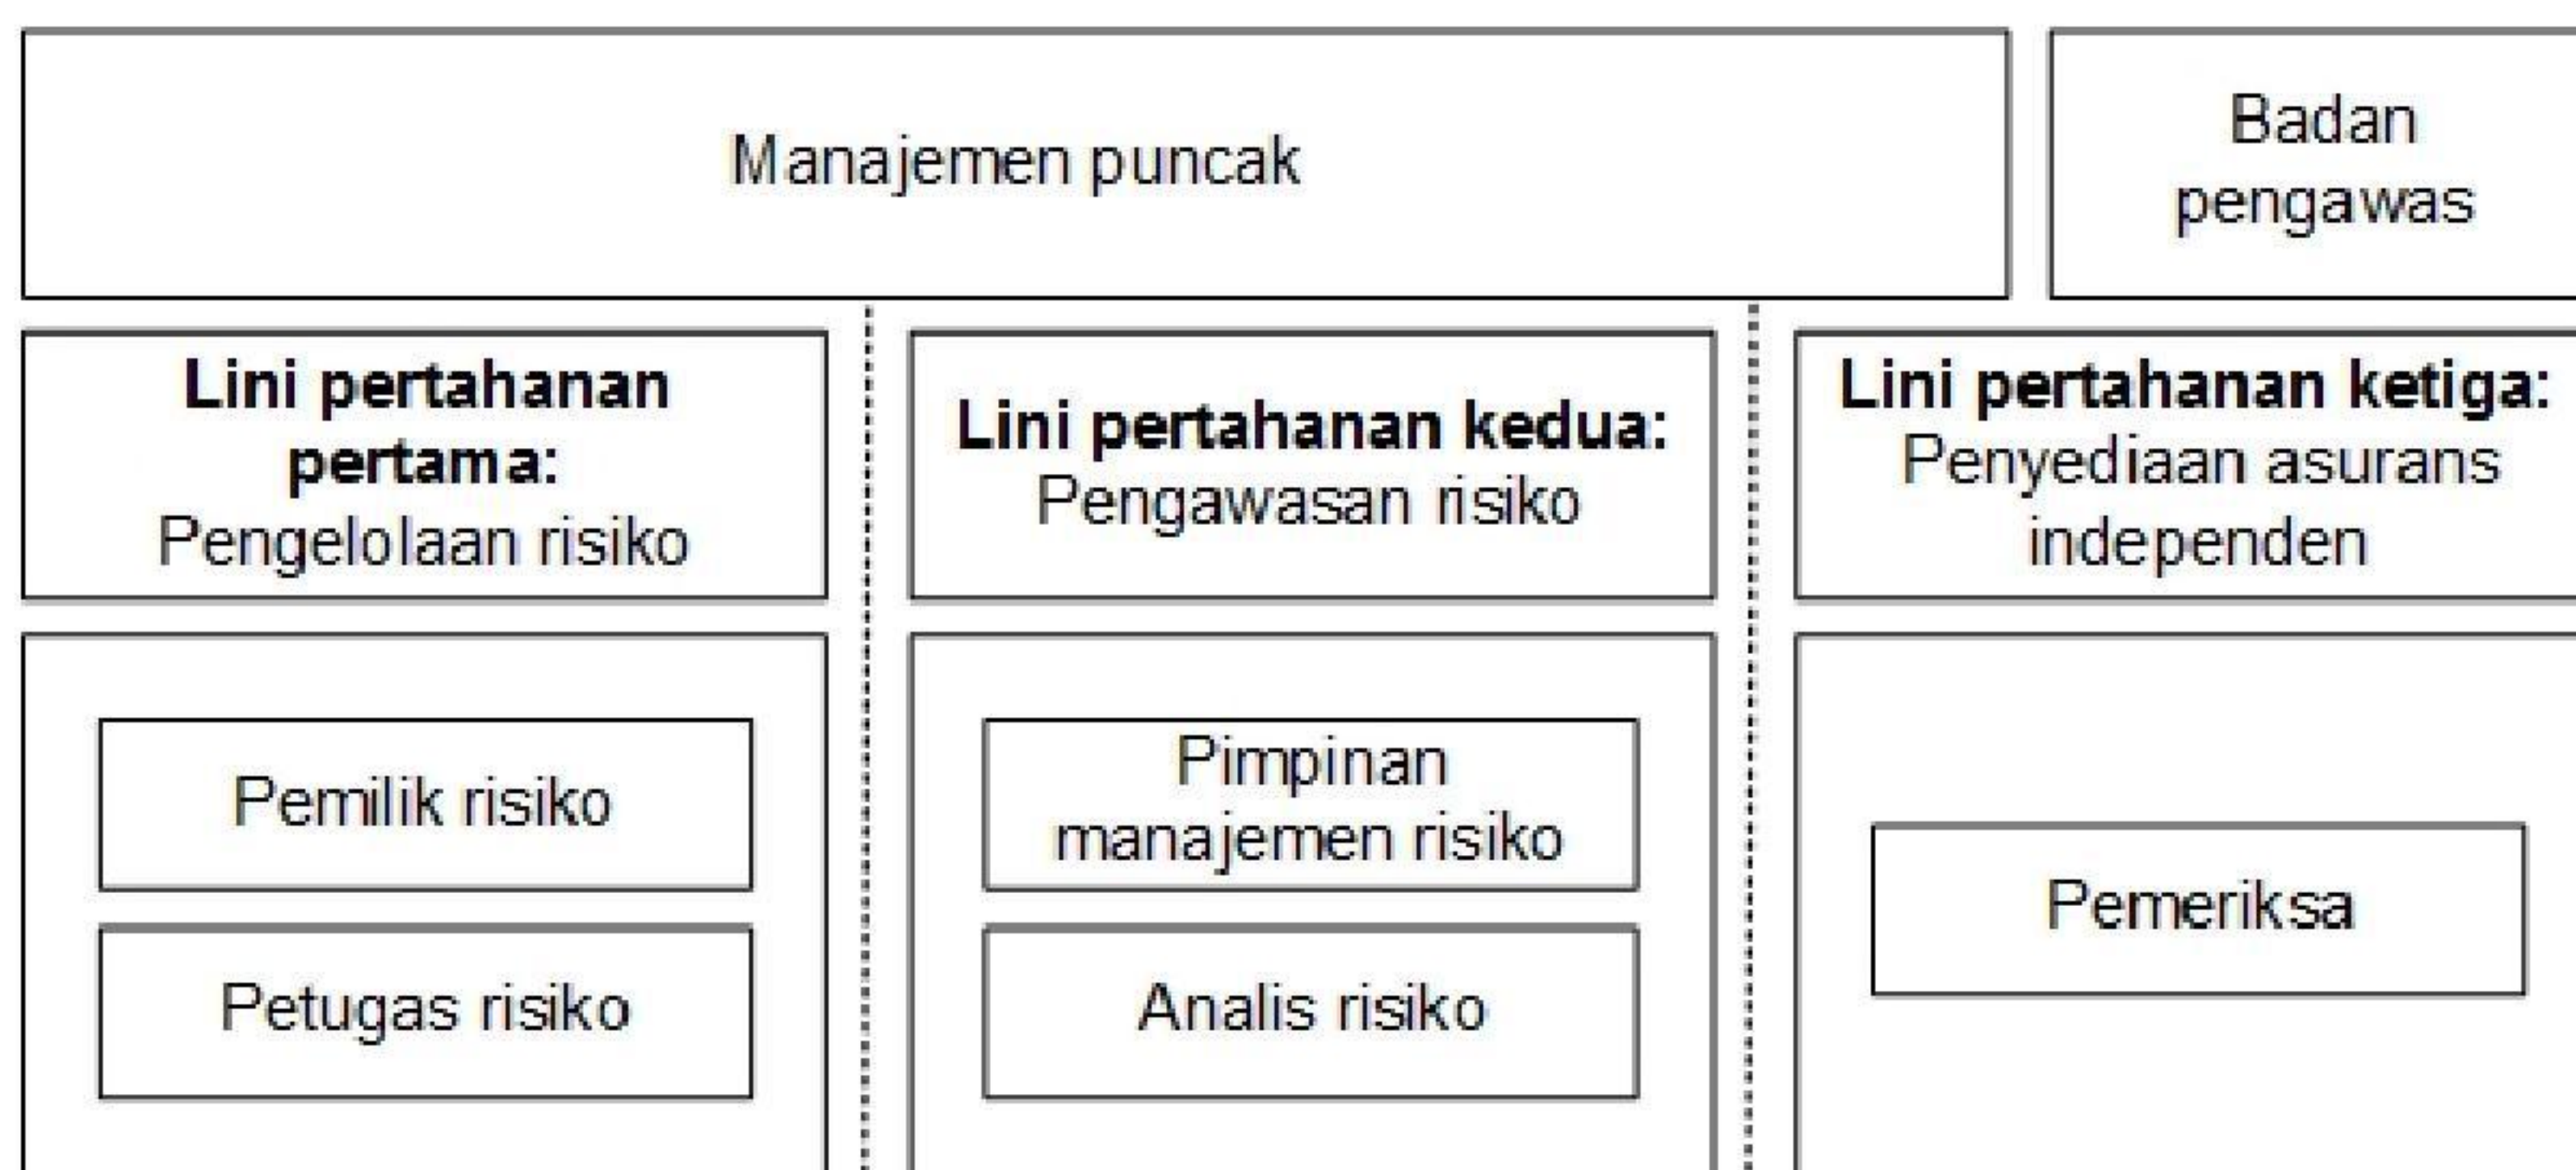 Manajemen puncak
Badan
pengawas
Lini pertahanan
pertama:
Pengelolaan risiko
Lini pertahanan kedua:
Pengawasan risiko
Lini pertahanan ketiga:
Penyediaan asurans
independen
Pemilik risiko
Petugas risiko
Pimpinan
manajemen risiko
Analis risiko
Pemeriksa